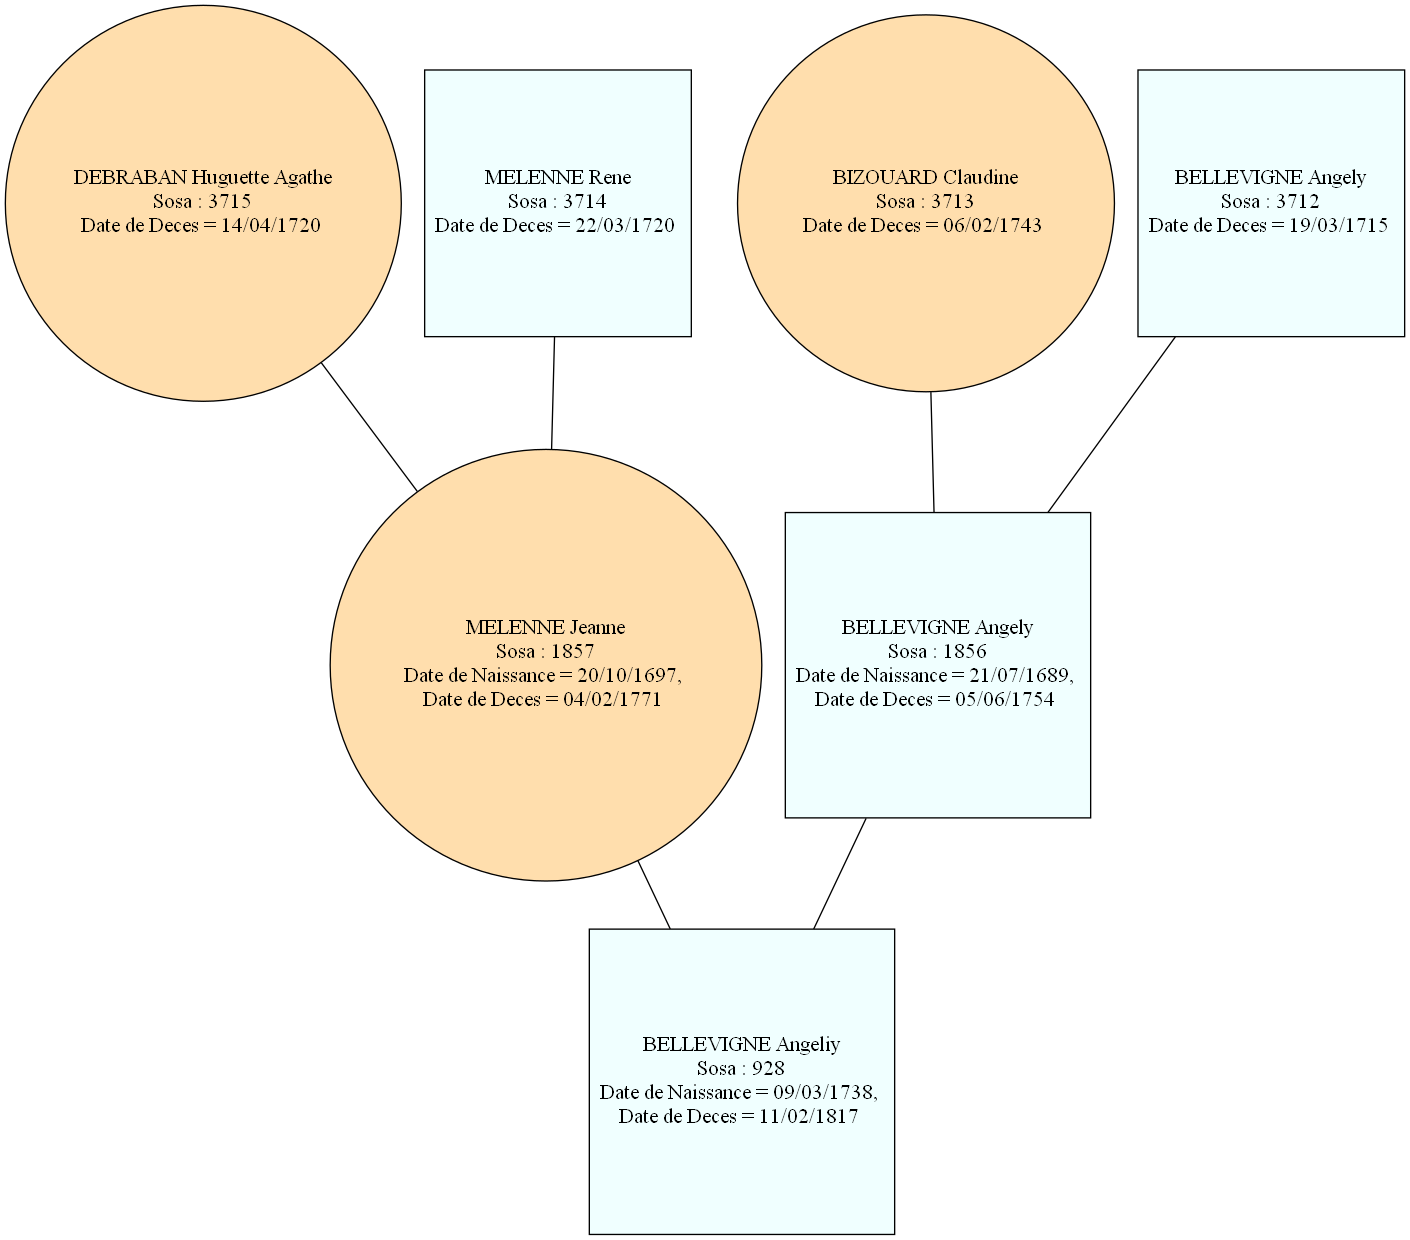 DEBRABAN Huguette Agathe
Sosa : 3715
Date de Deces = 14/04/1720
MELENNE Rene
Sosa : 3714
Date de Deces = 22/03/1720
BIZOUARD Claudine
Sosa : 3713
Date de Deces = 06/02/1743
BELLEVIGNE Angely
Sosa : 3712
Date de Deces = 19/03/1715
MELENNE Jeanne
Sosa : 1857
Date de Naissance = 20/10/1697,
Date de Deces = 04/02/1771
BELLEVIGNE Angely
Sosa : 1856
Date de Naissance = 21/07/1689,
Date de Deces = 05/06/1754
BELLEVIGNE Angeliy
Sosa : 928
Date de Naissance = 09/03/1738,
Date de Deces = 11/02/1817